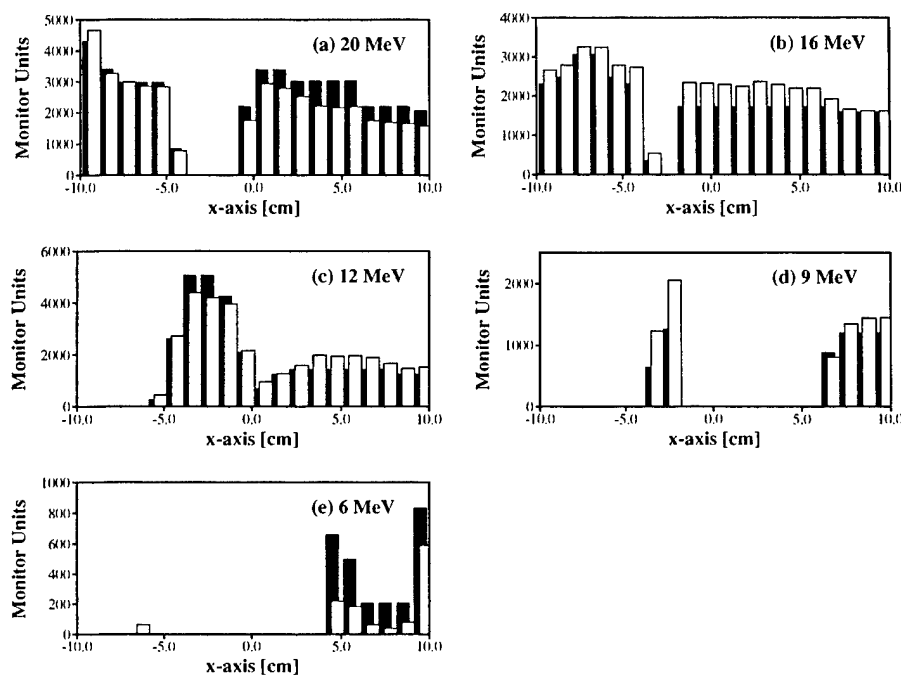 (a) 20 MeV
Monitor Units
5000
4000
3000
2000
1000
0
-10.0 -5.0 0.0 5.0 10.0
x-axis [cm]
(b) 16 MeV
Monitor Units
4000
3000
2000
1000
0
-10.0 -5.0 0.0 5.0 10.0
x-axis [cm]
(c) 12 MeV
Monitor Units
6000
4000
2000
0
-10.0 -5.0 0.0 5.0 10.0
x-axis [cm]
(d) 9 MeV
Monitor Units
2000
1000
0
-10.0 -5.0 0.0 5.0 10.0
x-axis [cm]
(e) 6 MeV
Monitor Units
1000
800
600
400
200
0
-10.0 -5.0 0.0 5.0 10.0
x-axis [cm]